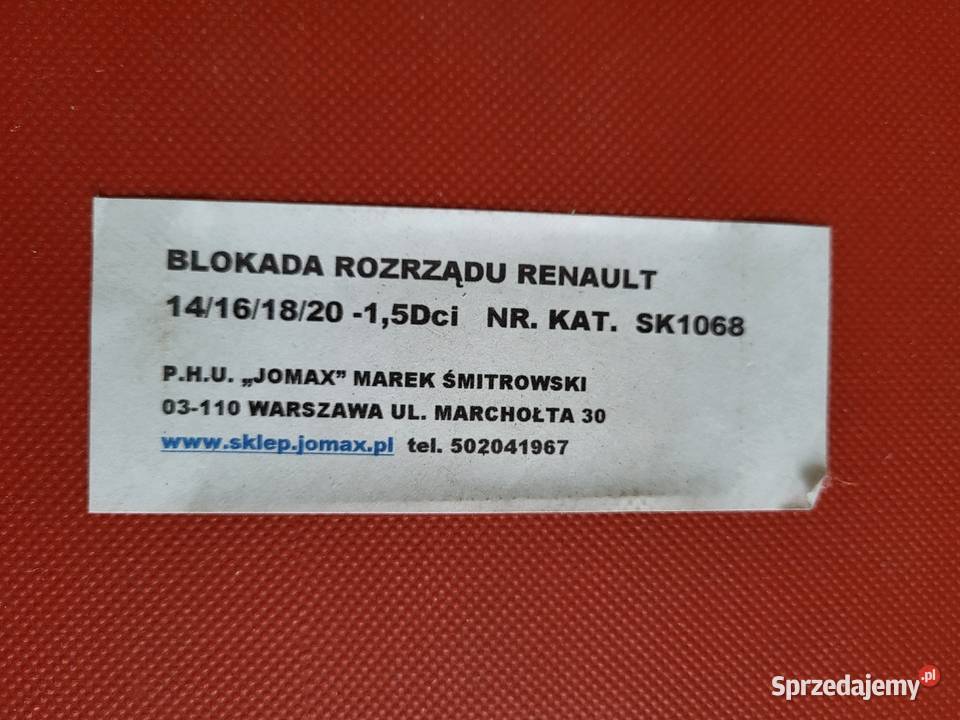 BLOKADA ROZRZĄDU RENAULT
14/16/18/20 -1,5Dci NR. KAT. SK1068
P.H.U. „JOMAX” MAREK ŚMITROWSKI
03-110 WARSZAWA UL. MARCHOŁTA 30
www.sklep.jomax.pl tel. 502041967
Sprzedajemy.pl